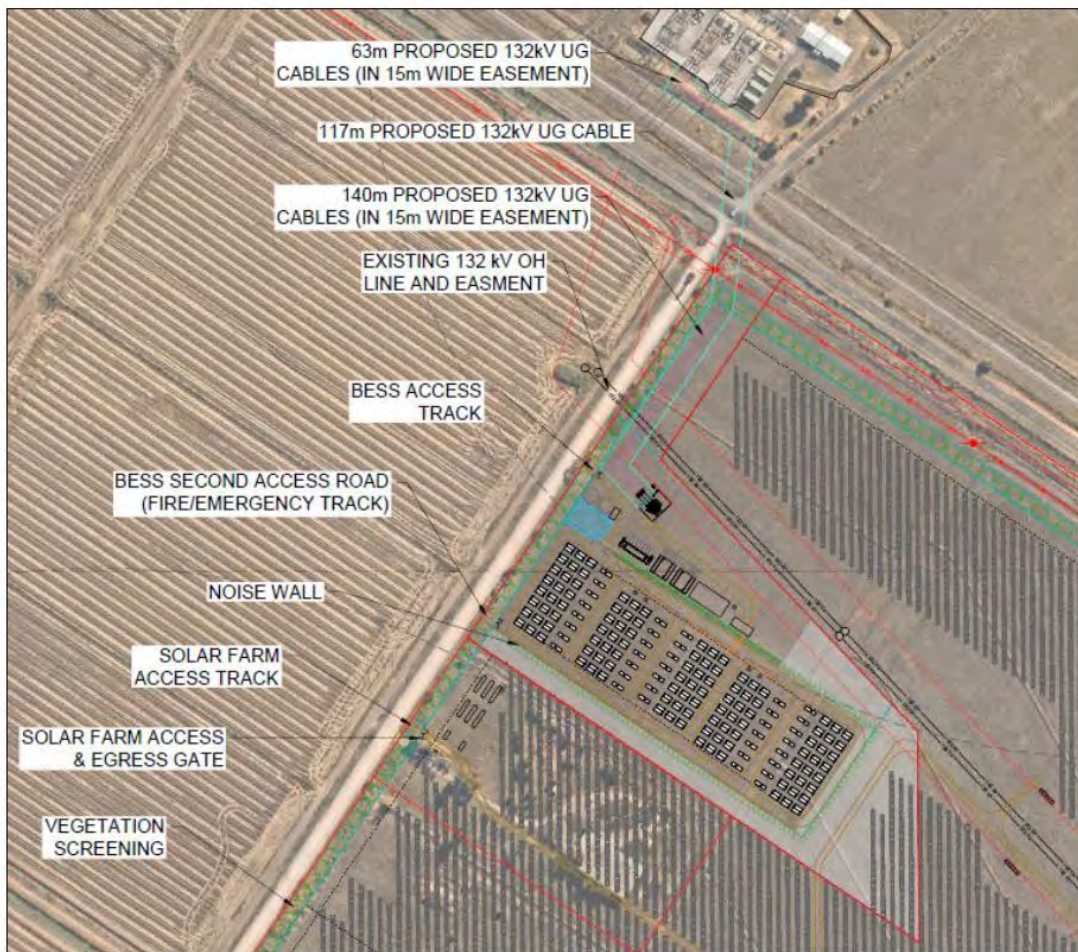 63m PROPOSED 132kV UG
CABLES (IN 15m WIDE EASEMENT)
117m PROPOSED 132kV UG CABLE
140m PROPOSED 132kV UG
CABLES (IN 15m WIDE EASEMENT)
EXISTING 132 kV OH
LINE AND EASMENT
BESS ACCESS
TRACK
BESS SECOND ACCESS ROAD
(FIRE/EMERGENCY TRACK)
NOISE WALL
SOLAR FARM
ACCESS TRACK
SOLAR FARM ACCESS
& EGRESS GATE
VEGETATION
SCREENING